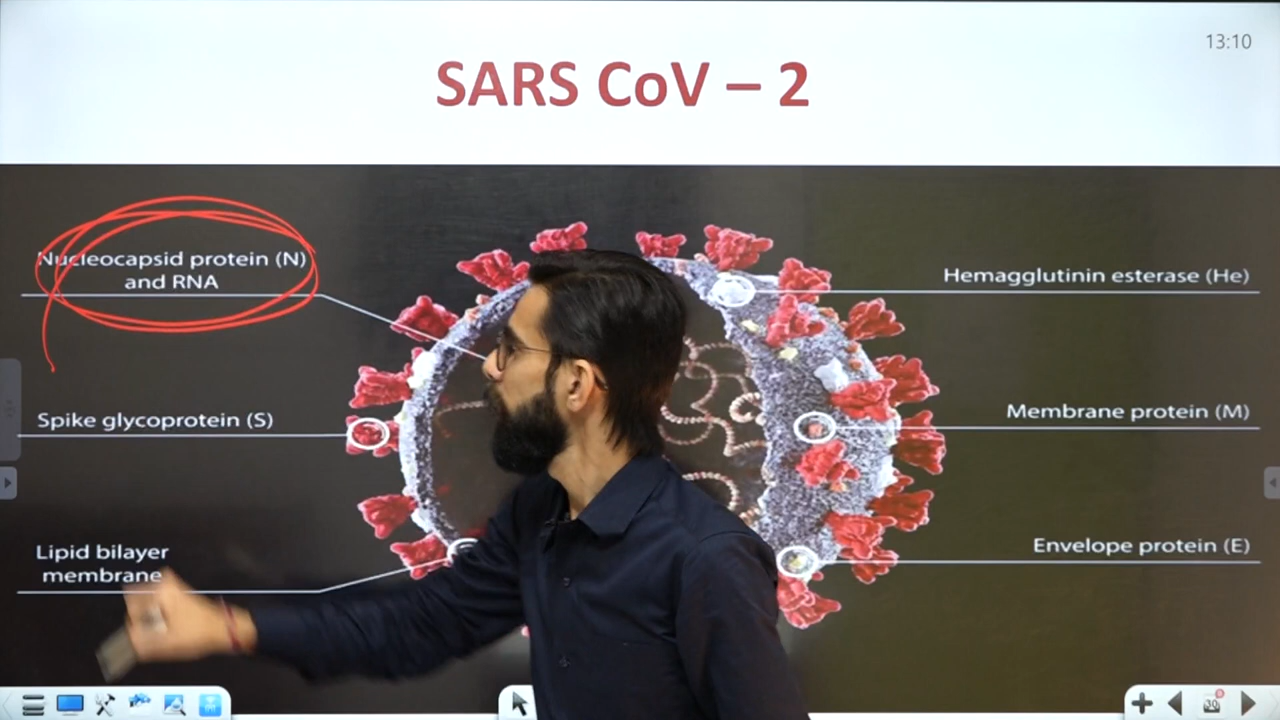 13:10
SARS CoV – 2
Nucleocapsid protein (N)
and RNA
Hemagglutinin esterase (He)
Spike glycoprotein (S)
Membrane protein (M)
Lipid bilayer
membrane
Envelope protein (E)
30